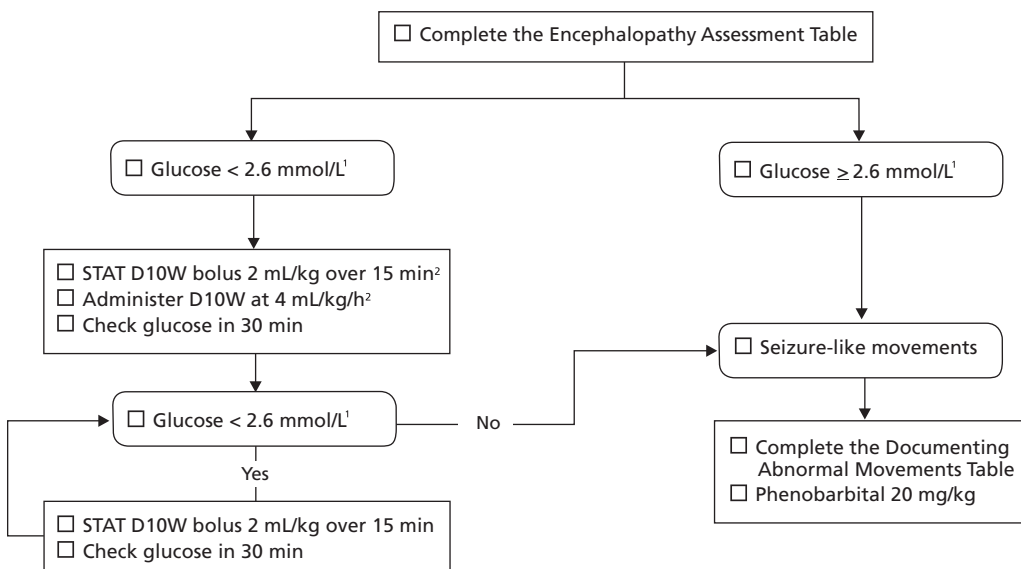 ☐ Complete the Encephalopathy Assessment Table
☐ Glucose < 2.6 mmol/L¹
☐ Glucose ≥ 2.6 mmol/L¹
☐ STAT D10W bolus 2 mL/kg over 15 min²
☐ Administer D10W at 4 mL/kg/h²
☐ Check glucose in 30 min
☐ Seizure-like movements
☐ Glucose < 2.6 mmol/L¹
No
Yes
☐ Complete the Documenting
Abnormal Movements Table
☐ Phenobarbital 20 mg/kg
☐ STAT D10W bolus 2 mL/kg over 15 min
☐ Check glucose in 30 min